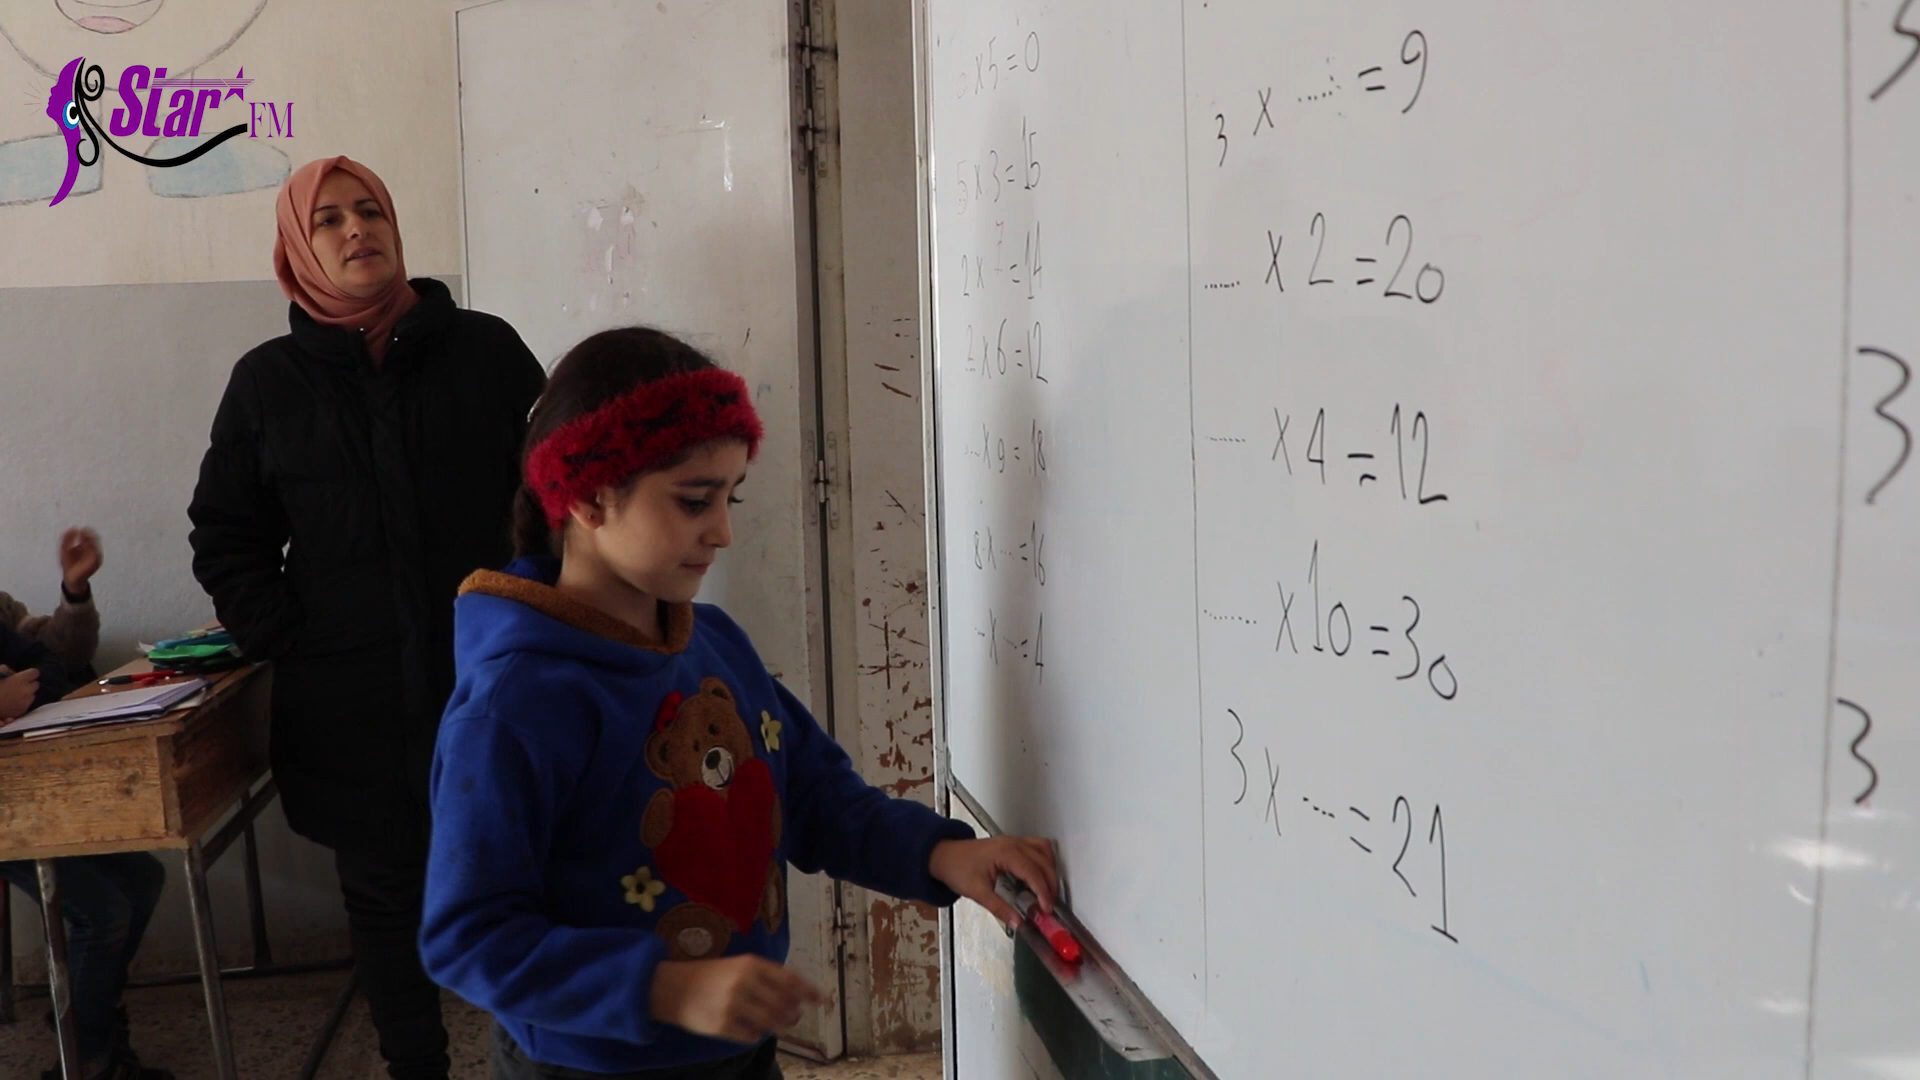 Star FM
0 x 5 = 0
5 x 3 = 15
2 x 7 = 14
2 x 6 = 12
.... x 9 = 18
8 x .... = 16
.... x .... = 4
3 x ...... = 9
...... x 2 = 20
...... x 4 = 12
...... x 10 = 30
3 x ..... = 21
3
3